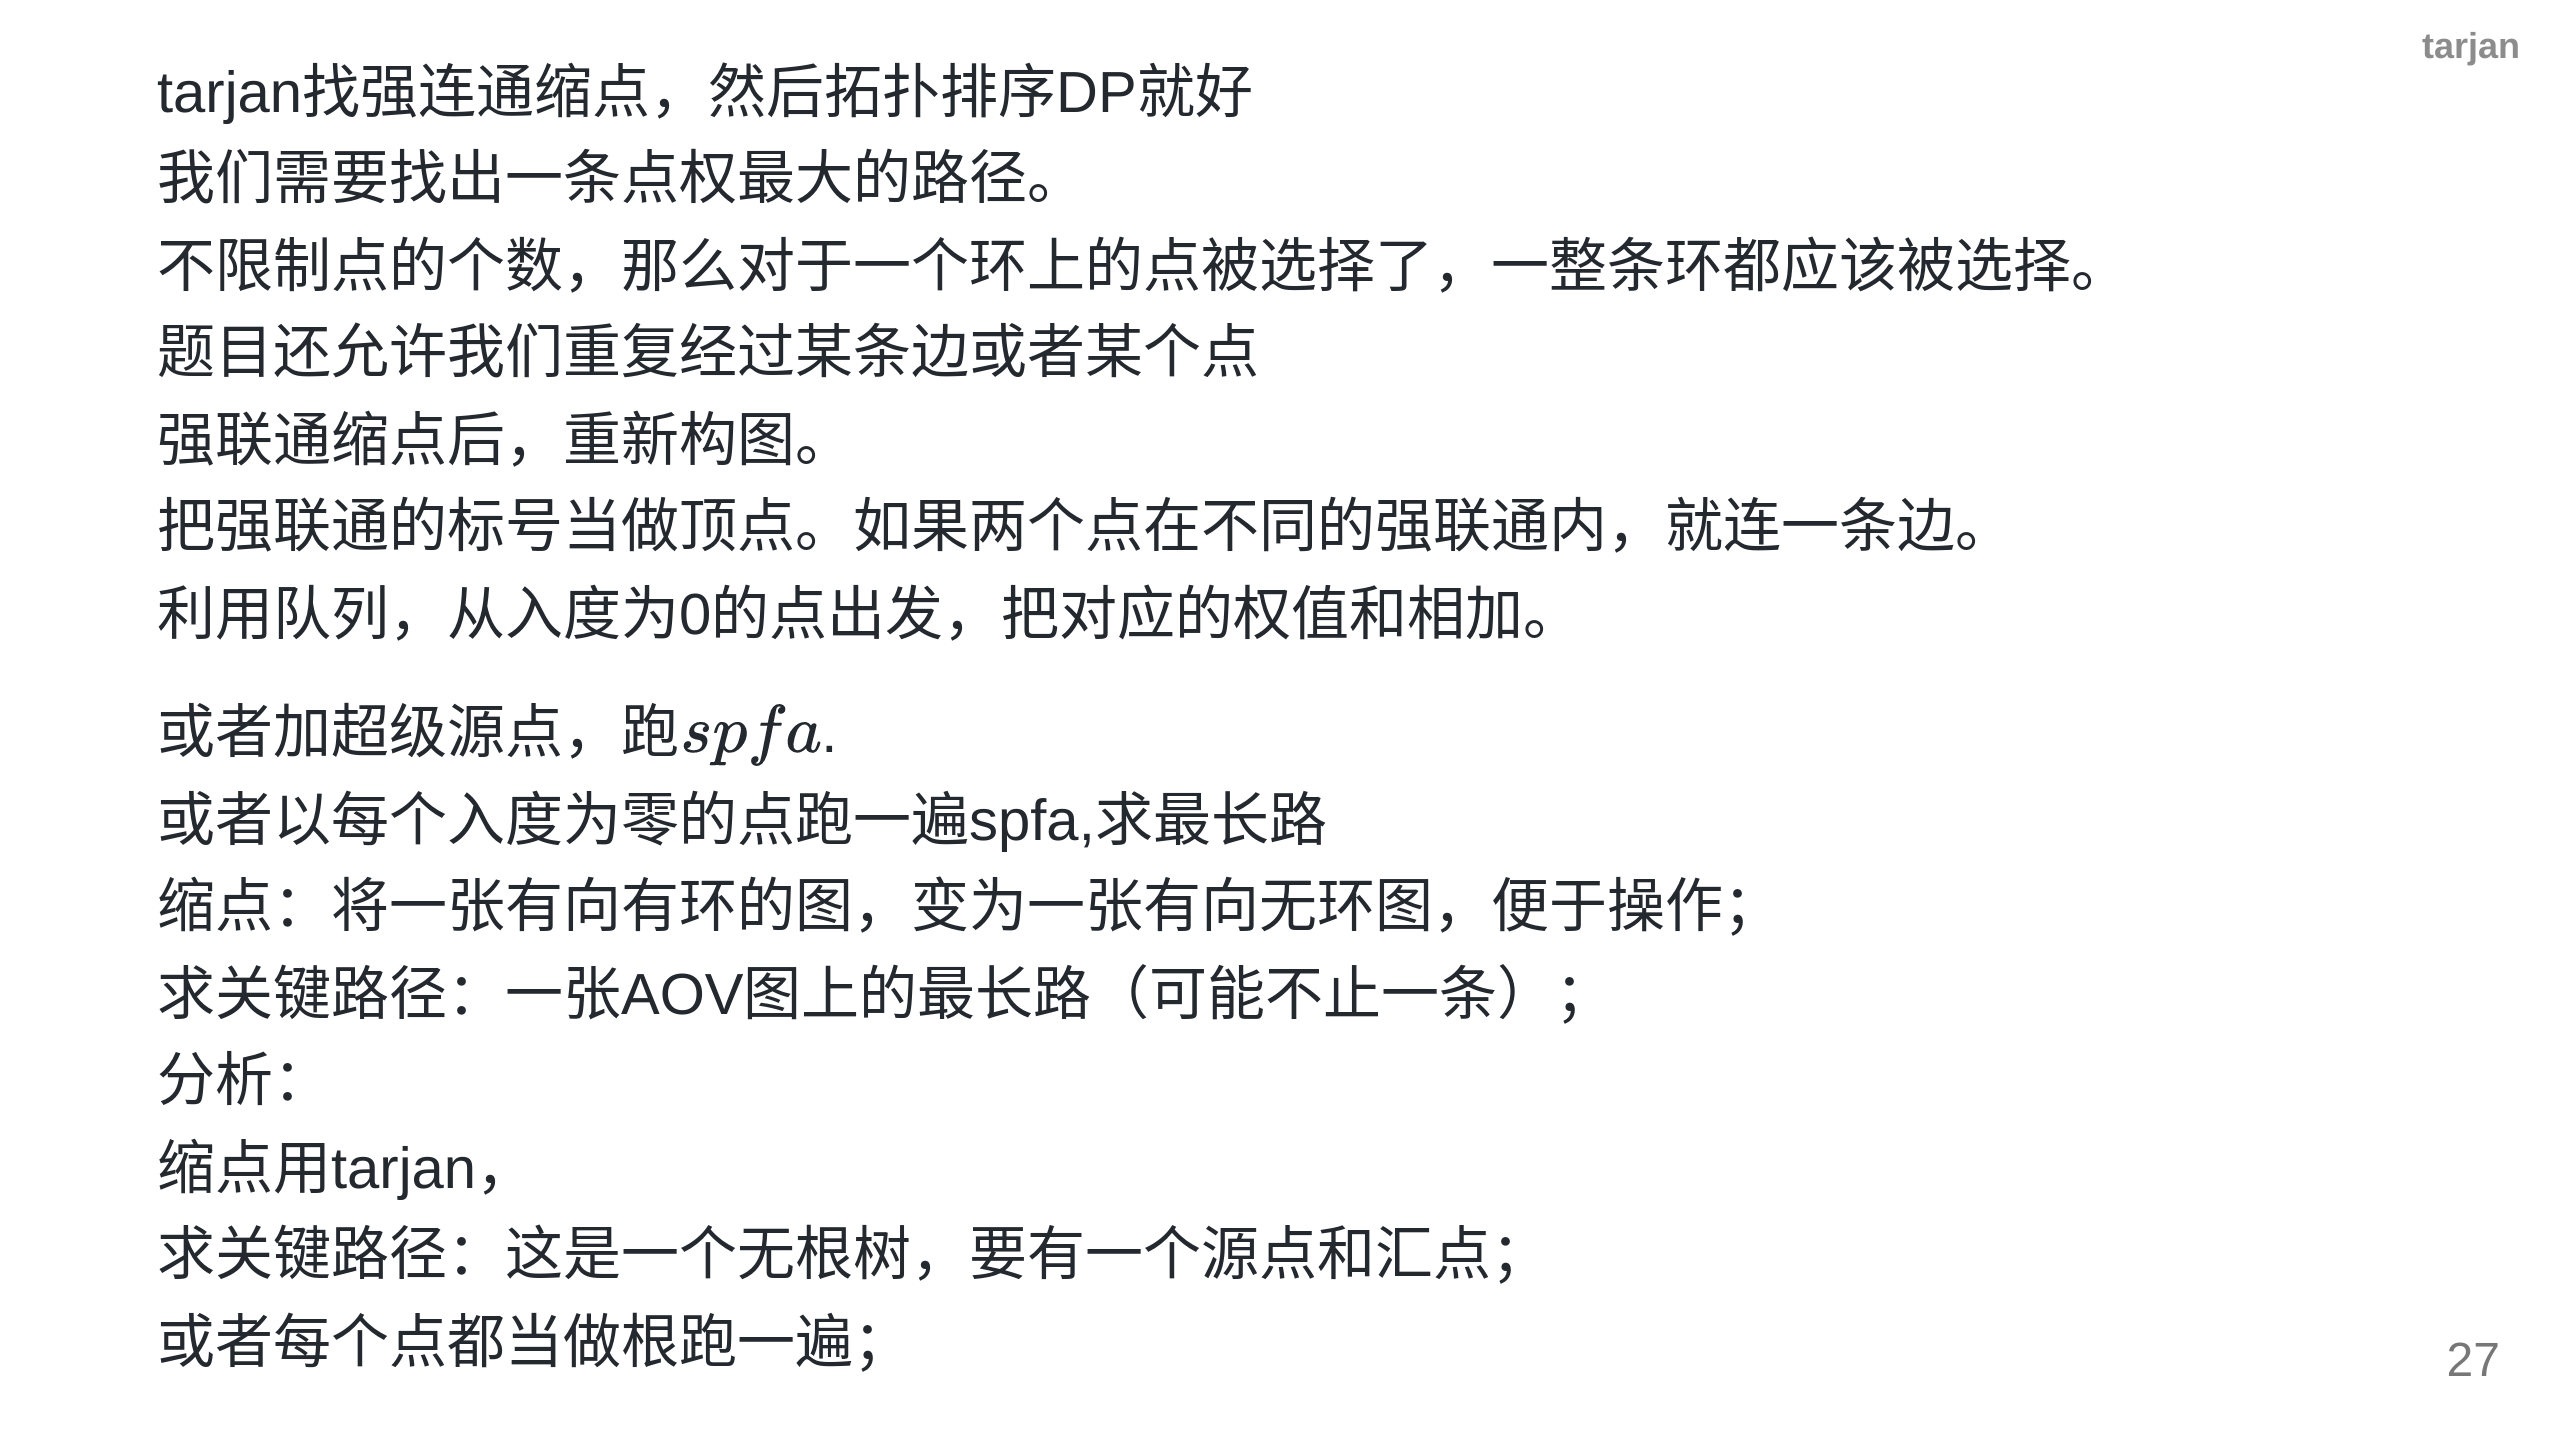 tarjan
tarjan找强连通缩点，然后拓扑排序DP就好
我们需要找出一条点权最大的路径。
不限制点的个数，那么对于一个环上的点被选择了，一整条环都应该被选择。
题目还允许我们重复经过某条边或者某个点
强联通缩点后，重新构图。
把强联通的标号当做顶点。如果两个点在不同的强联通内，就连一条边。
利用队列，从入度为0的点出发，把对应的权值和相加。
或者加超级源点，跑spfa.
或者以每个入度为零的点跑一遍spfa,求最长路
缩点：将一张有向有环的图，变为一张有向无环图，便于操作；
求关键路径：一张AOV图上的最长路（可能不止一条）；
分析：
缩点用tarjan，
求关键路径：这是一个无根树，要有一个源点和汇点；
或者每个点都当做根跑一遍；
27